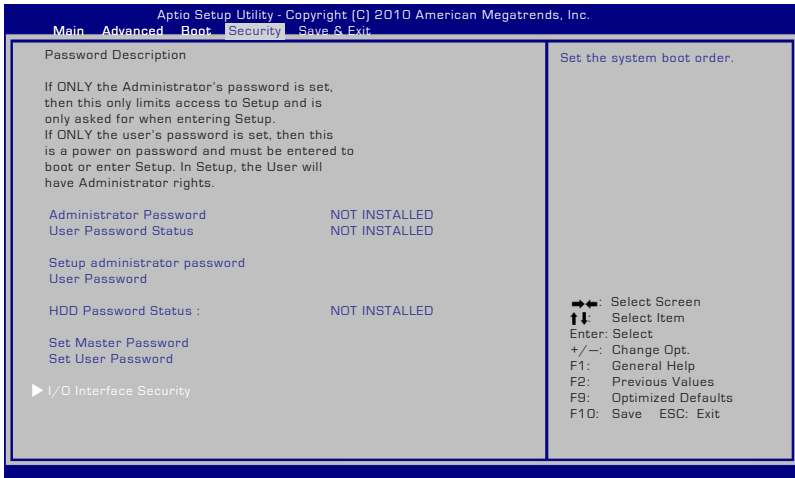 Aptio Setup Utility - Copyright (C) 2010 American Megatrends, Inc.
Main Advanced Boot Security Save & Exit
Password Description
If ONLY the Administrator's password is set,
then this only limits access to Setup and is
only asked for when entering Setup.
If ONLY the user's password is set, then this
is a power on password and must be entered to
boot or enter Setup. In Setup, the User will
have Administrator rights.
Administrator Password NOT INSTALLED
User Password Status NOT INSTALLED
Setup administrator password
User Password
HDD Password Status : NOT INSTALLED
Set Master Password
Set User Password
I/O Interface Security
Set the system boot order.
→←: Select Screen
↑↓: Select Item
Enter: Select
+/—: Change Opt.
F1: General Help
F2: Previous Values
F9: Optimized Defaults
F10: Save ESC: Exit